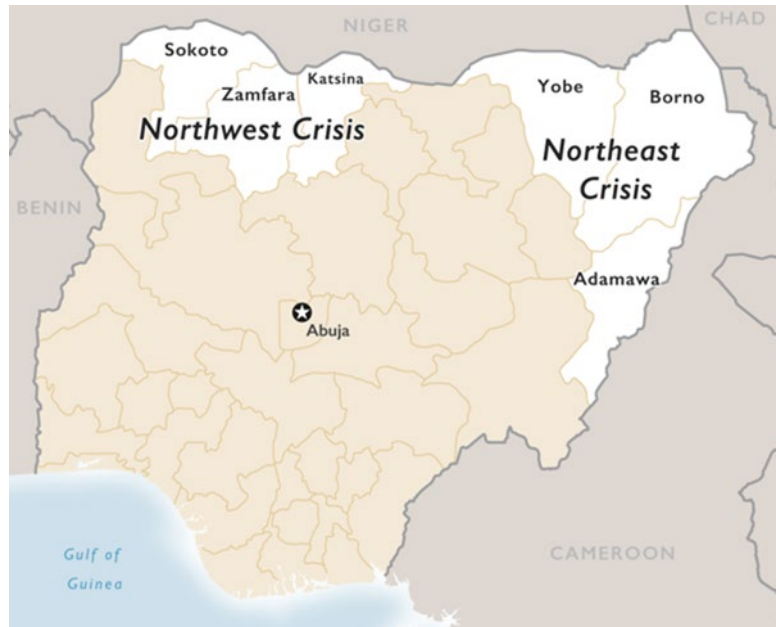 NIGER
CHAD
Sokoto
Katsina
Zamfara
Yobe
Borno
Northwest Crisis
Northeast
Crisis
BENIN
Adamawa
Abuja
Gulf of
Guinea
CAMEROON